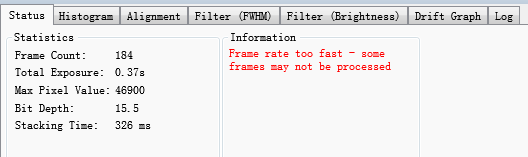 Status Histogram Alignment Filter (FWHM) Filter (Brightness) Drift Graph Log
Statistics
Frame Count: 184
Total Exposure: 0.37s
Max Pixel Value: 46900
Bit Depth: 15.5
Stacking Time: 326 ms
Information
Frame rate too fast - some
frames may not be processed